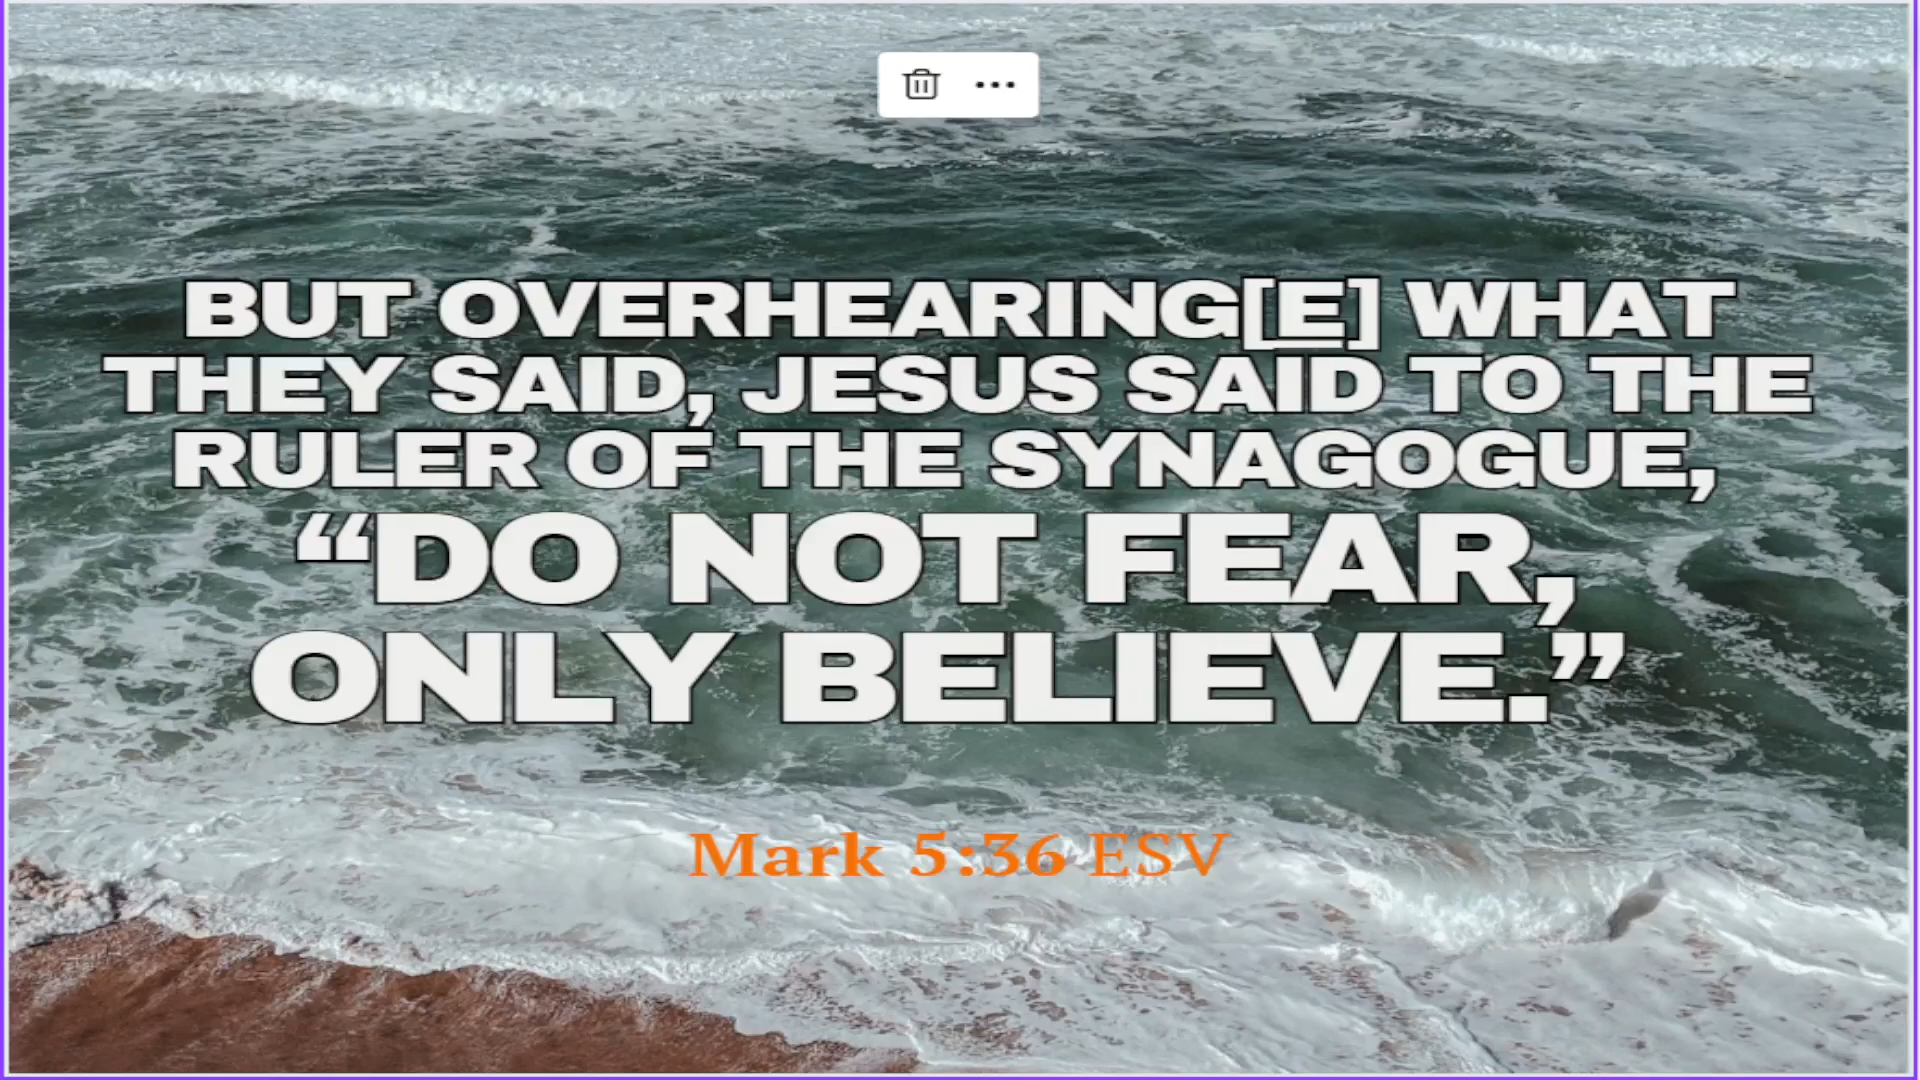 BUT OVERHEARING[E] WHAT
THEY SAID, JESUS SAID TO THE
RULER OF THE SYNAGOGUE,
“DO NOT FEAR,
ONLY BELIEVE.”
Mark 5:36 ESV